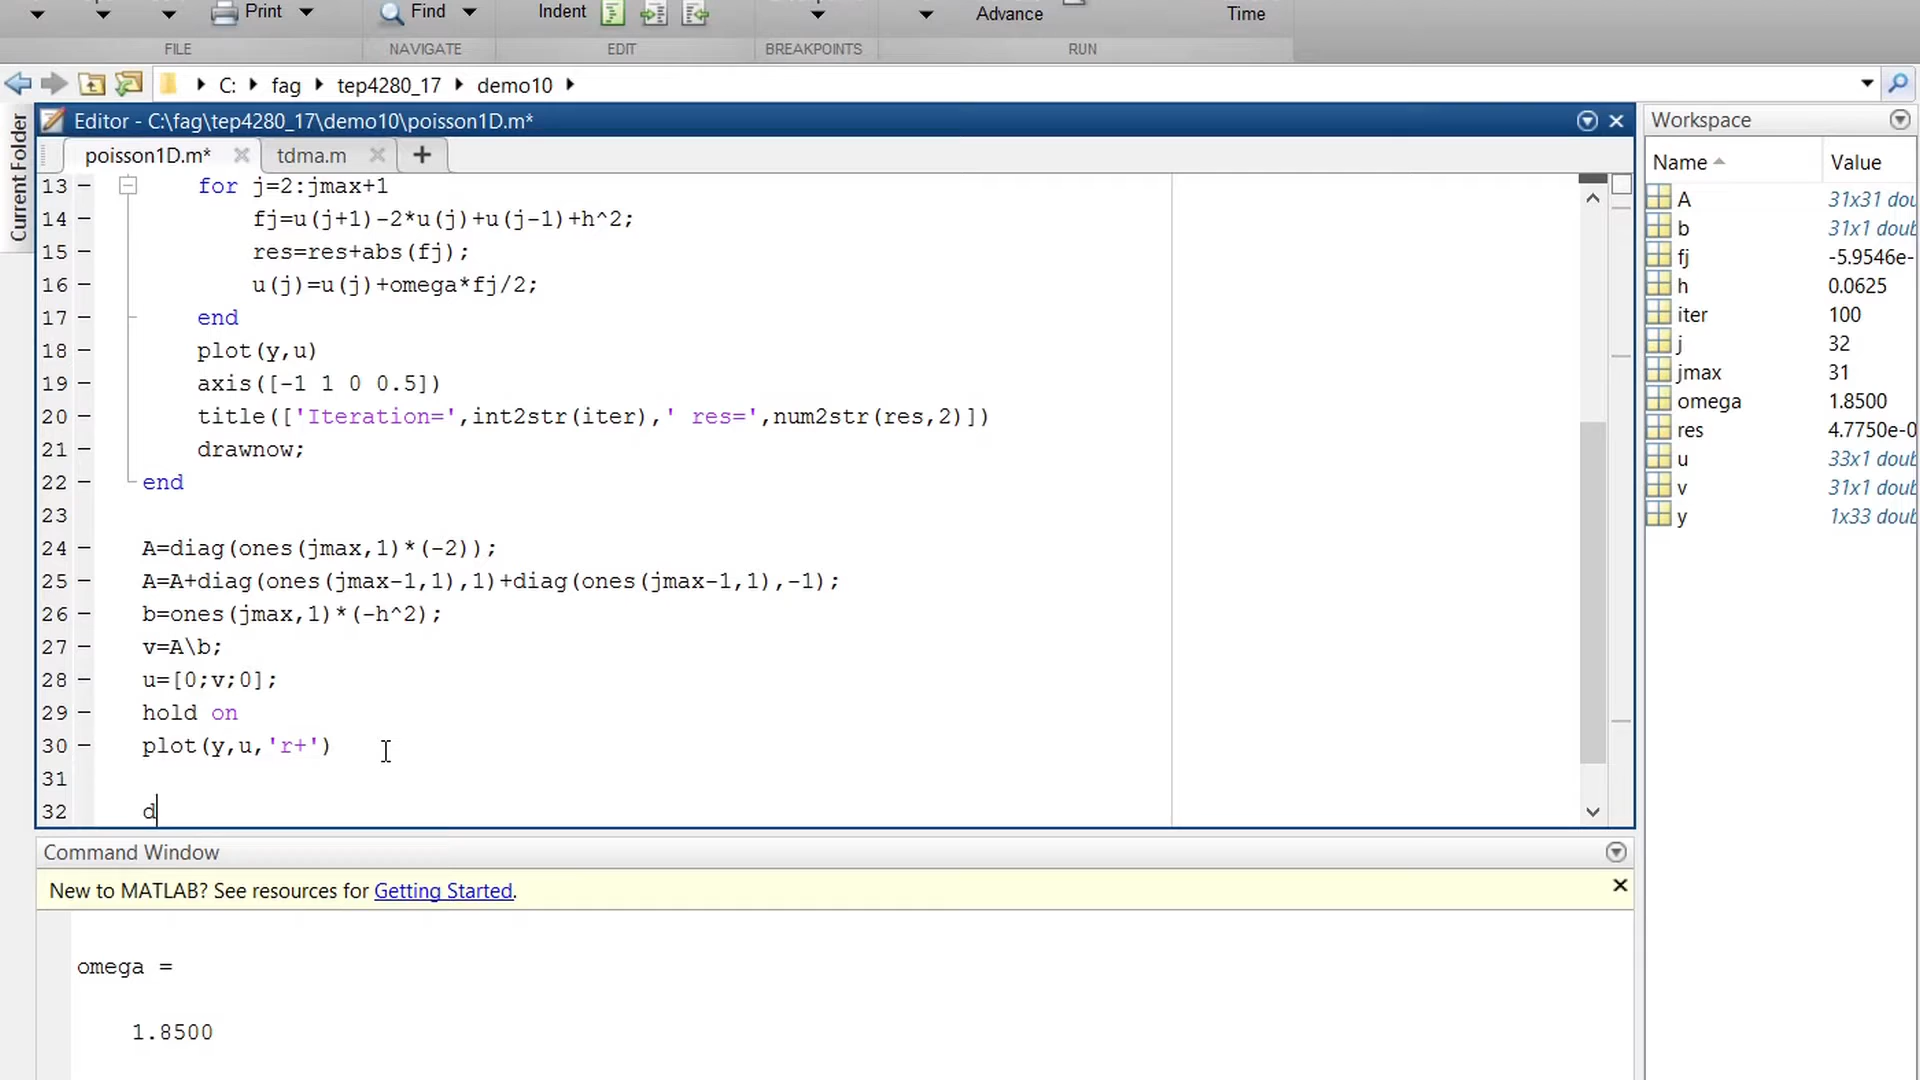 Print Find Indent Advance Time
FILE NAVIGATE EDIT BREAKPOINTS RUN
C: fag tep4280_17 demo10
Current Folder
Editor - C:\fag\tep4280_17\demo10\poisson1D.m*
poisson1D.m* tdma.m
13 for j=2:jmax+1
14 fj=u(j+1)-2*u(j)+u(j-1)+h^2;
15 res=res+abs(fj);
16 u(j)=u(j)+omega*fj/2;
17 end
18 plot(y,u)
19 axis([-1 1 0 0.5])
20 title(['Iteration=',int2str(iter),' res=',num2str(res,2)])
21 drawnow;
22 end
23
24 A=diag(ones(jmax,1)*(-2));
25 A=A+diag(ones(jmax-1,1),1)+diag(ones(jmax-1,1),-1);
26 b=ones(jmax,1)*(-h^2);
27 v=A\b;
28 u=[0;v;0];
29 hold on
30 plot(y,u,'r+')
31
32 d
Workspace
Name Value
A 31x31 dou
b 31x1 doub
fj -5.9546e-
h 0.0625
iter 100
j 32
jmax 31
omega 1.8500
res 4.7750e-0
u 33x1 doub
v 31x1 doub
y 1x33 doub
Command Window
New to MATLAB? See resources for Getting Started.
omega =
1.8500